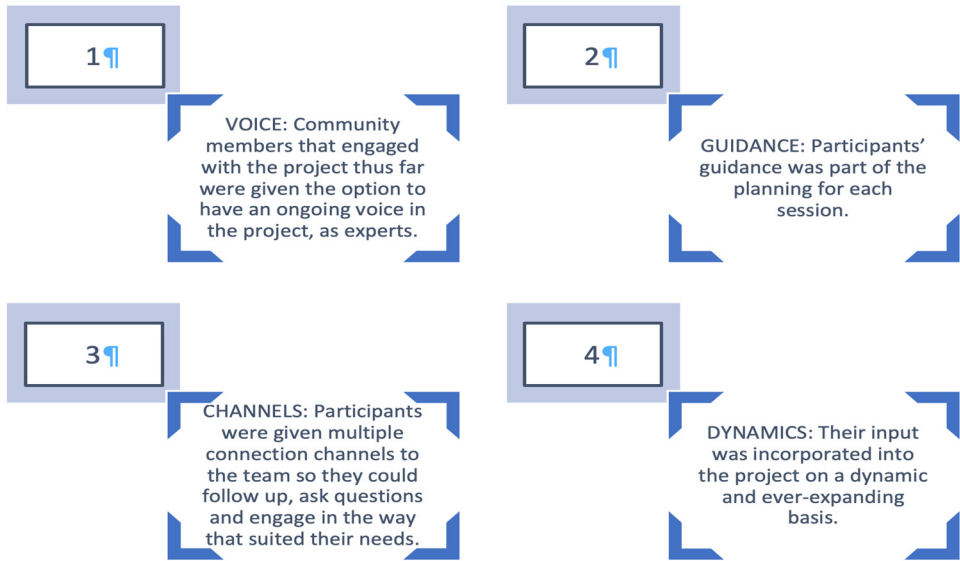 1¶
VOICE: Community
members that engaged
with the project thus far
were given the option to
have an ongoing voice in
the project, as experts.
2¶
GUIDANCE: Participants’
guidance was part of the
planning for each
session.
3¶
CHANNELS: Participants
were given multiple
connection channels to
the team so they could
follow up, ask questions
and engage in the way
that suited their needs.
4¶
DYNAMICS: Their input
was incorporated into
the project on a dynamic
and ever-expanding
basis.